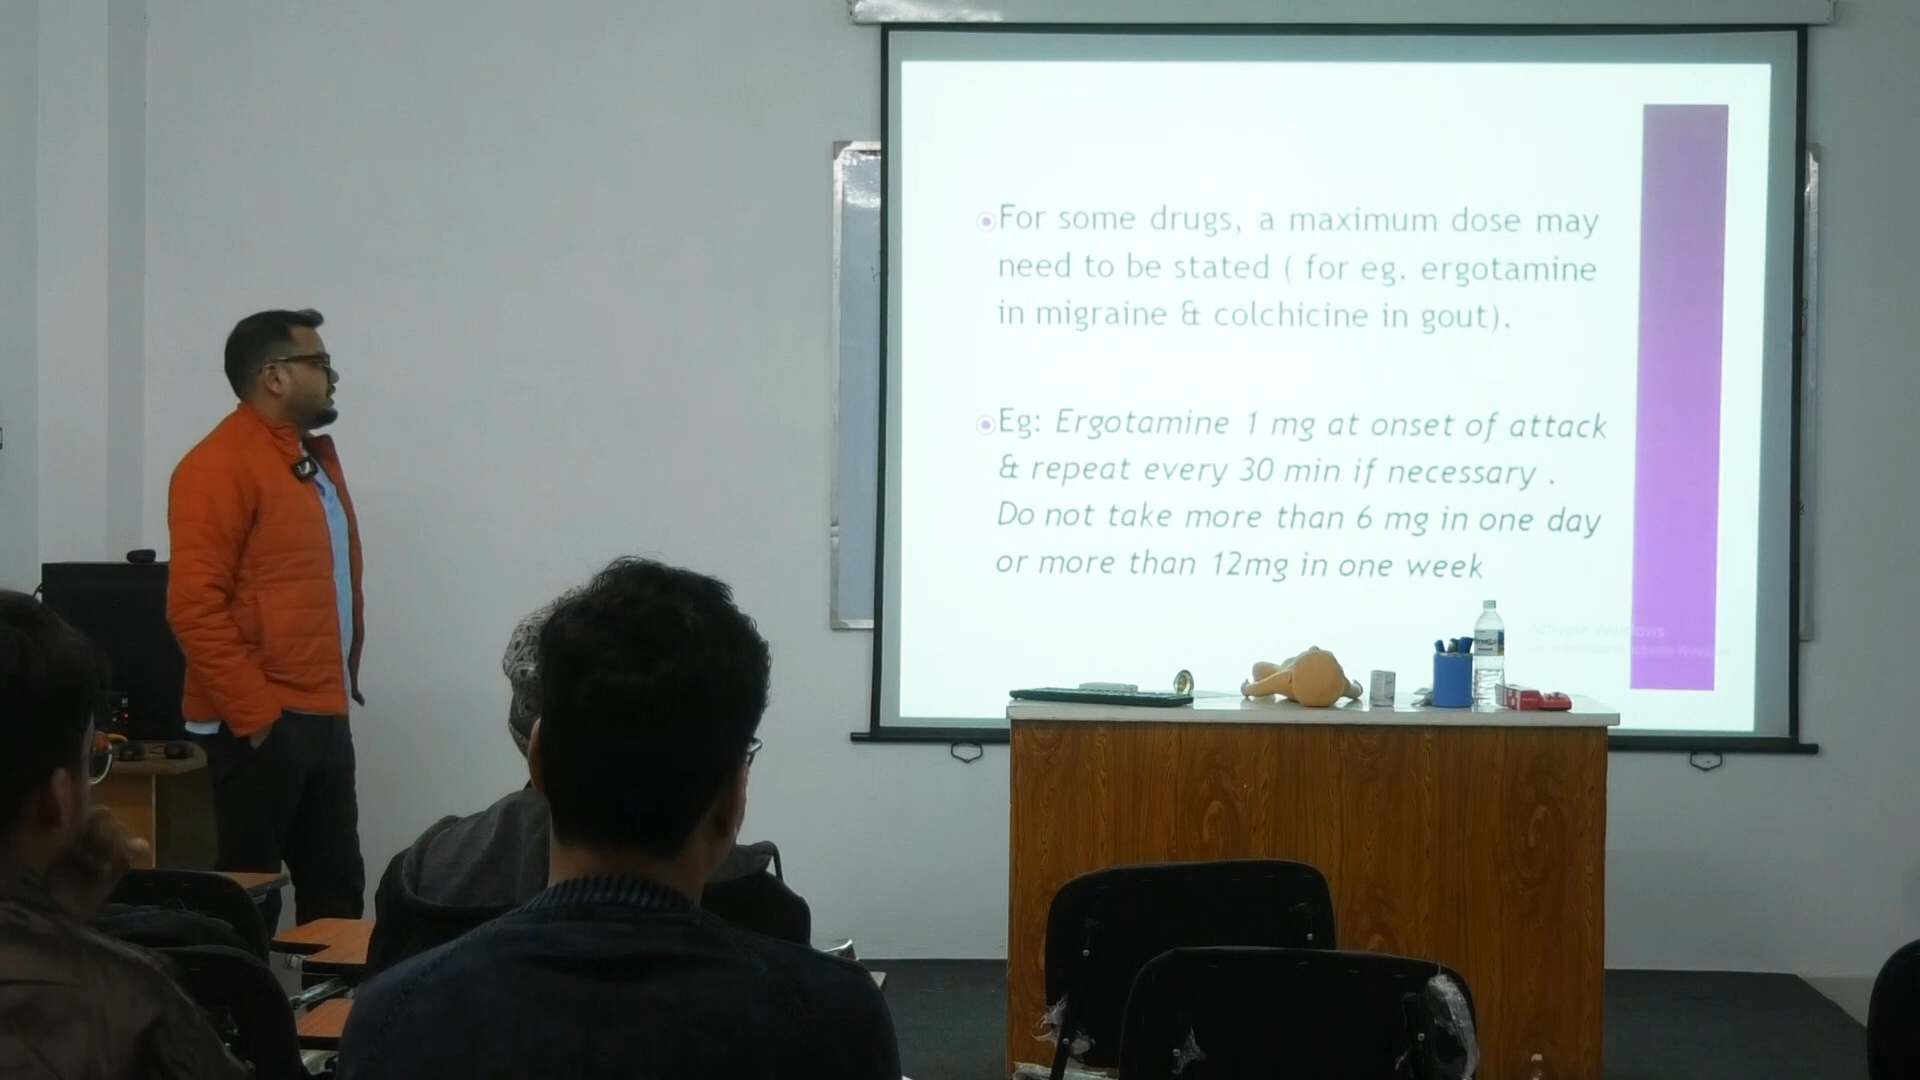 For some drugs, a maximum dose may
need to be stated ( for eg. ergotamine
in migraine & colchicine in gout).
Eg: Ergotamine 1 mg at onset of attack
& repeat every 30 min if necessary .
Do not take more than 6 mg in one day
or more than 12mg in one week
Activate Windows